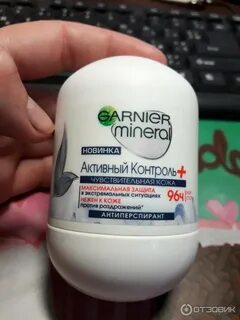 GARNIER
mineral
НОВИНКА
Активный Контроль+
ЧУВСТВИТЕЛЬНАЯ КОЖА
МАКСИМАЛЬНАЯ ЗАЩИТА
В ЭКСТРЕМАЛЬНЫХ СИТУАЦИЯХ
НЕЖЕН К КОЖЕ
ПРОТИВ РАЗДРАЖЕНИЙ
96ч
АНТИПЕРСПИРАНТ
ОТЗОВИК